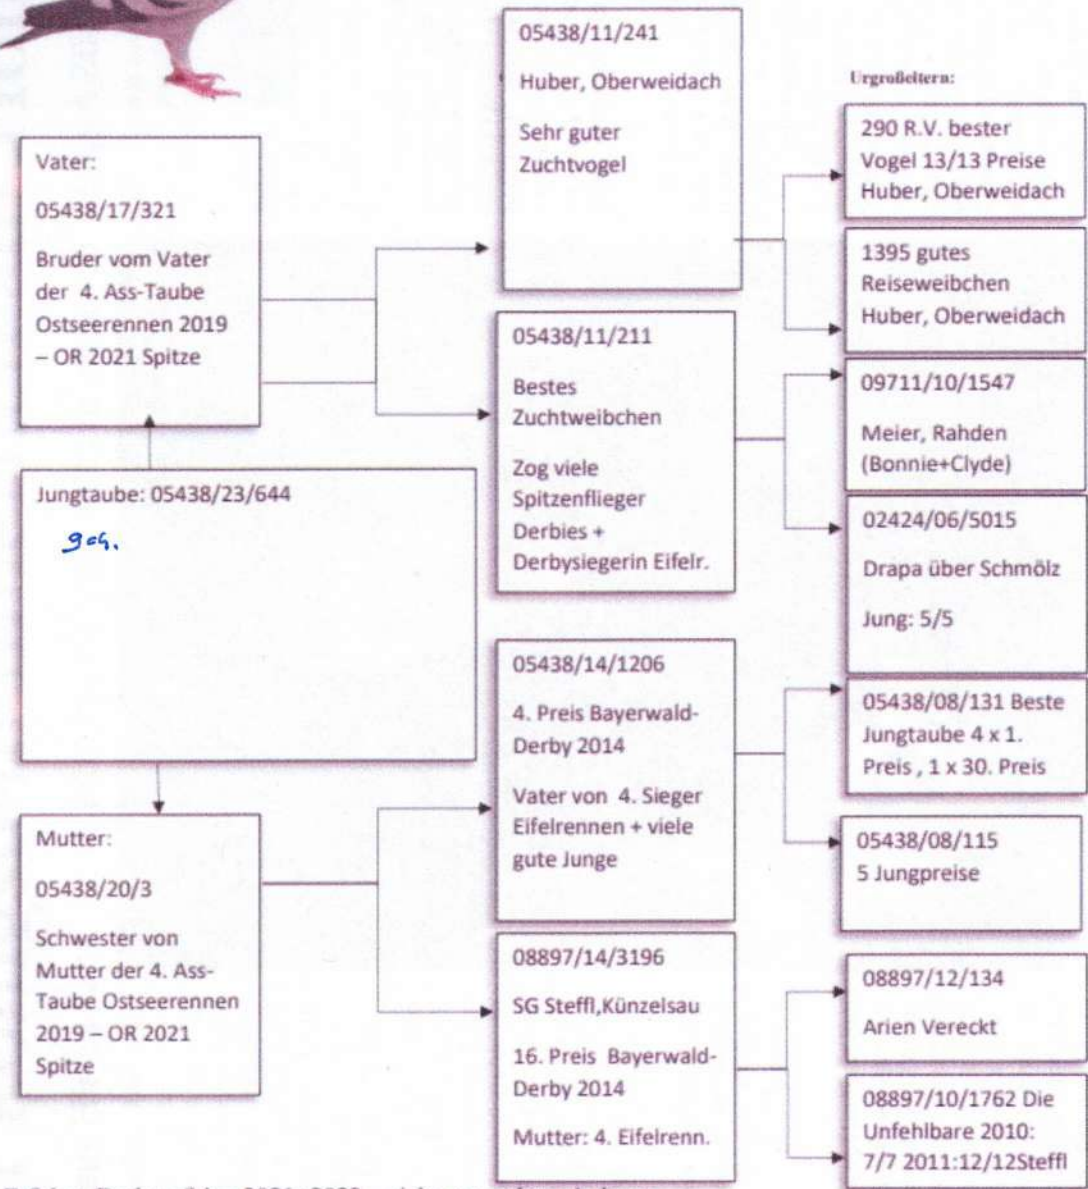 Vater:
05438/17/321
Bruder vom Vater
der 4. Ass-Taube
Ostseerennen 2019
– OR 2021 Spitze
Jungtaube: 05438/23/644
geh.
Mutter:
05438/20/3
Schwester von
Mutter der 4. Ass-
Taube Ostseerennen
2019 – OR 2021
Spitze
05438/11/241
Huber, Oberweidach
Sehr guter
Zuchtvogel
05438/11/211
Bestes
Zuchtweibchen
Zog viele
Spitzenflieger
Derbies +
Derbysiegerin Eifelr.
05438/14/1206
4. Preis Bayerwald-
Derby 2014
Vater von 4. Sieger
Eifelrennen + viele
gute Junge
08897/14/3196
SG Steffl,Künzelsau
16. Preis Bayerwald-
Derby 2014
Mutter: 4. Eifelrenn.
Urgroßeltern:
290 R.V. bester
Vogel 13/13 Preise
Huber, Oberweidach
1395 gutes
Reiseweibchen
Huber, Oberweidach
09711/10/1547
Meier, Rahden
(Bonnie+Clyde)
02424/06/5015
Drapa über Schmölz
Jung: 5/5
05438/08/131 Beste
Jungtaube 4 x 1.
Preis , 1 x 30. Preis
05438/08/115
5 Jungpreise
08897/12/134
Arien Vereckt
08897/10/1762 Die
Unfehlbare 2010:
7/7 2011:12/12Steffl